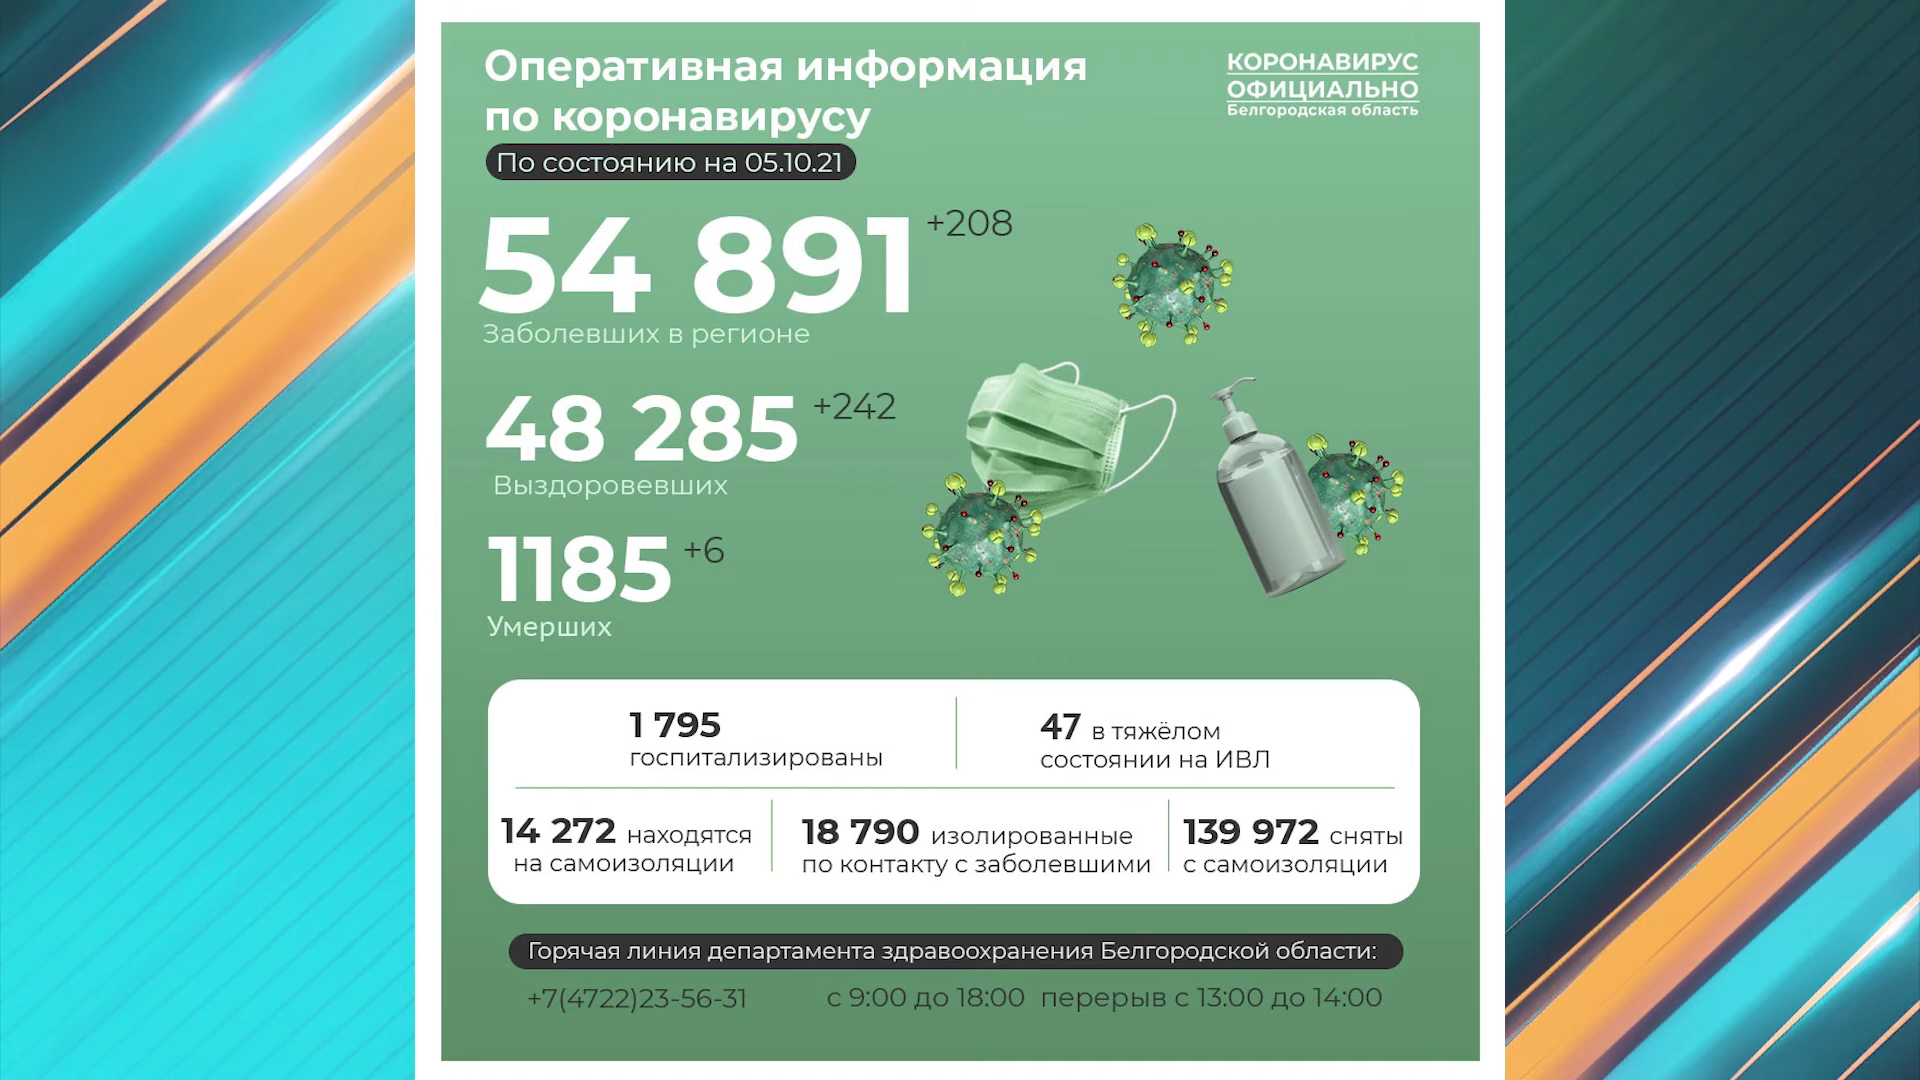 Оперативная информация
по коронавирусу
По состоянию на 05.10.21
КОРОНАВИРУС
ОФИЦИАЛЬНО
Белгородская область
54 891 +208
Заболевших в регионе
48 285 +242
Выздоровевших
1185 +6
Умерших
1 795
госпитализированы
47 в тяжёлом
состоянии на ИВЛ
14 272 находятся
на самоизоляции
18 790 изолированные
по контакту с заболевшими
139 972 сняты
с самоизоляции
Горячая линия департамента здравоохранения Белгородской области:
+7(4722)23-56-31 с 9:00 до 18:00 перерыв с 13:00 до 14:00